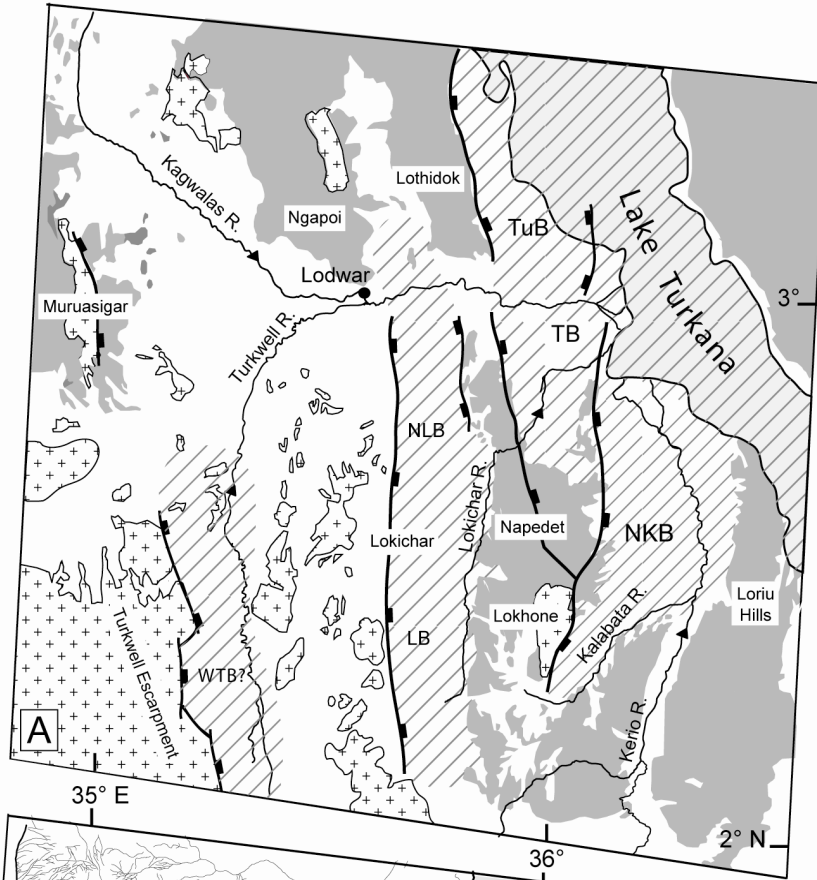 Kagwalas R.
Lothidok
Ngapoi
TuB
Lake Turkana
Lodwar
3°
Muruasigar
Turkwell R.
TB
NLB
Lokichar R.
Lokichar
Napedet
NKB
Lokhone
Kalabata R.
Loriu
Hills
LB
Turkwell Escarpment
WTB?
Kerio R.
A
35° E
2° N
36°